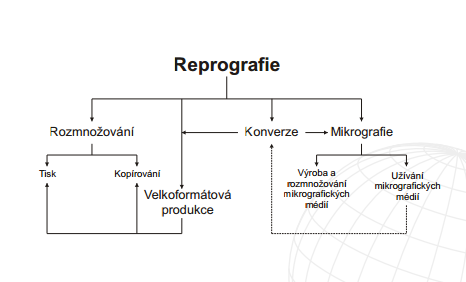 Reprografie
Rozmnožování
Konverze
Mikrografie
Tisk
Kopírování
Velkoformátová
produkce
Výroba a
rozmnožování
mikrografických
médií
Užívání
mikrografických
médií